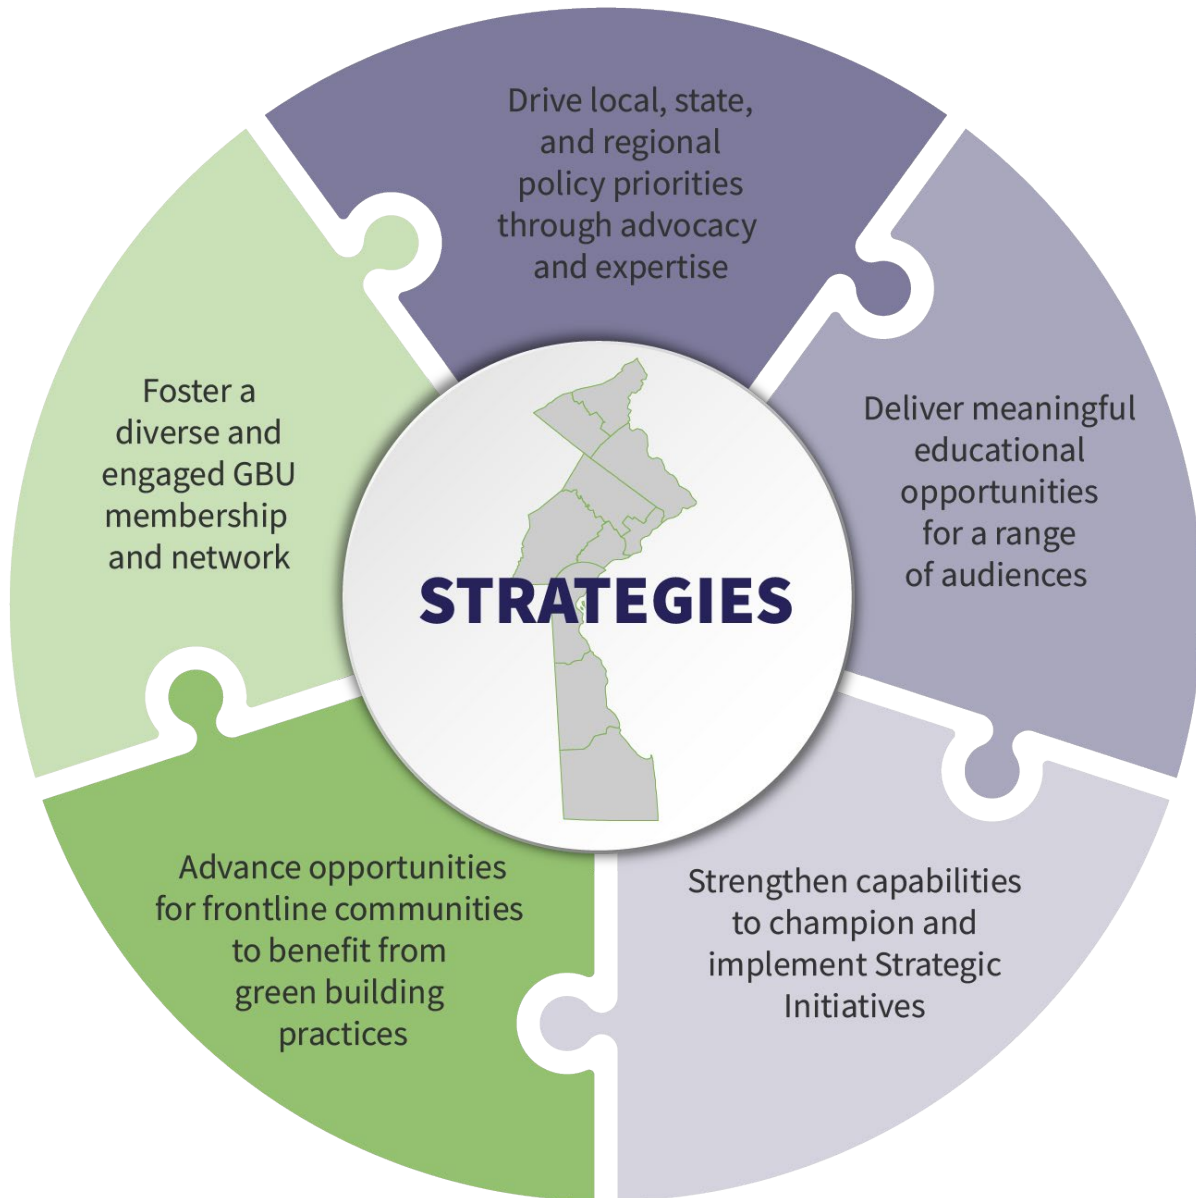 Drive local, state,
and regional
policy priorities
through advocacy
and expertise
Deliver meaningful
educational
opportunities
for a range
of audiences
Strengthen capabilities
to champion and
implement Strategic
Initiatives
Advance opportunities
for frontline communities
to benefit from
green building
practices
Foster a
diverse and
engaged GBU
membership
and network
STRATEGIES